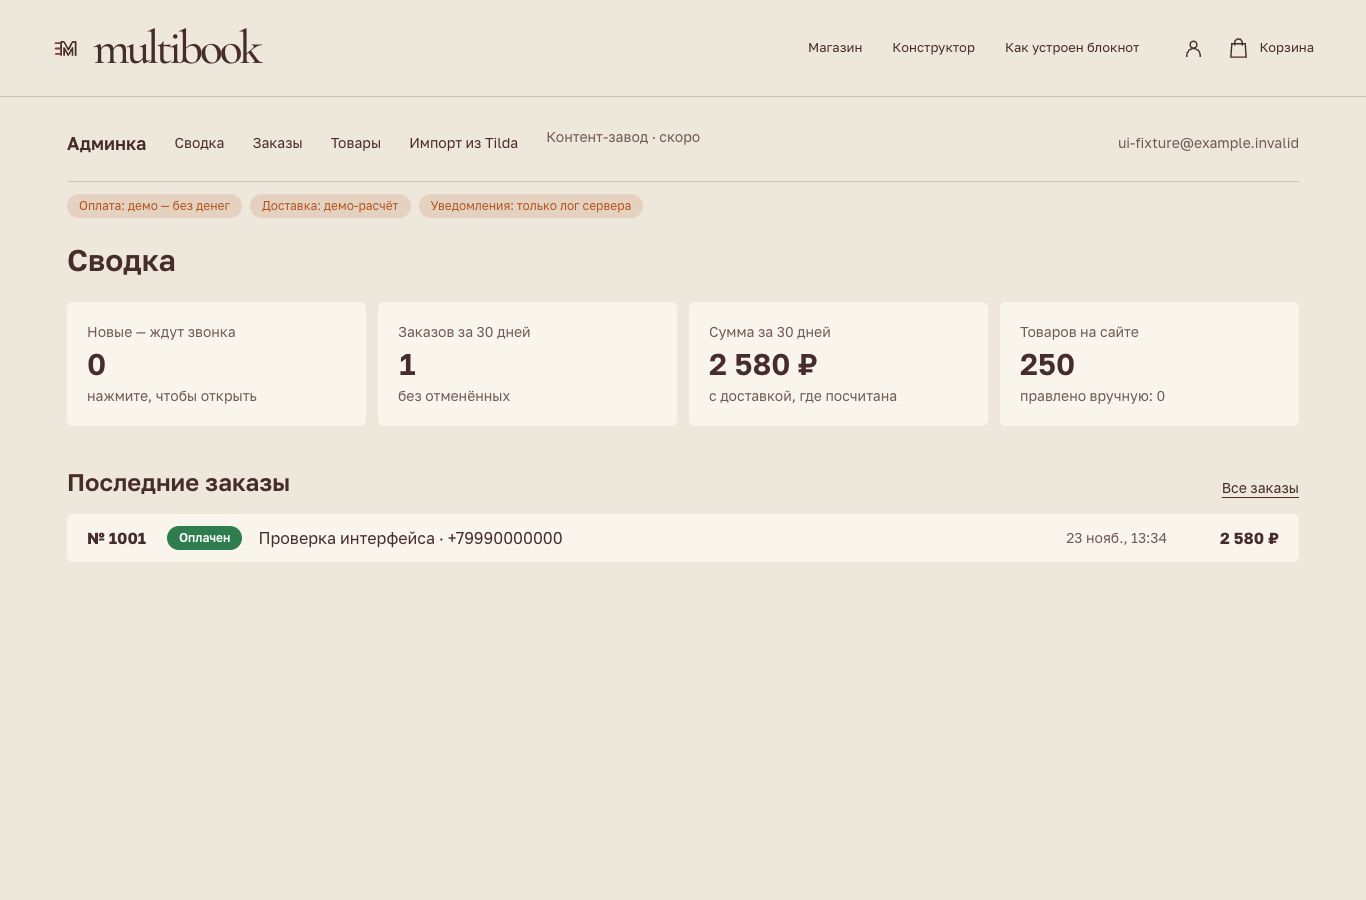 multibook
Магазин
Конструктор
Как устроен блокнот
Корзина
Админка
Сводка
Заказы
Товары
Импорт из Tilda
Контент-завод · скоро
ui-fixture@example.invalid
Оплата: демо — без денег
Доставка: демо-расчёт
Уведомления: только лог сервера
Сводка
Новые — ждут звонка
0
нажмите, чтобы открыть
Заказов за 30 дней
1
без отменённых
Сумма за 30 дней
2 580 ₽
с доставкой, где посчитана
Товаров на сайте
250
правлено вручную: 0
Последние заказы
Все заказы
№ 1001
Оплачен
Проверка интерфейса · +79990000000
23 нояб., 13:34
2 580 ₽